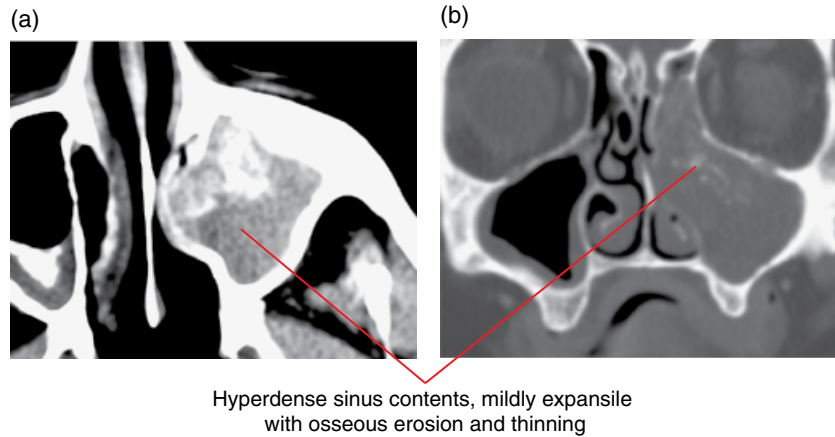 (a)
(b)
Hyperdense sinus contents, mildly expansile
with osseous erosion and thinning